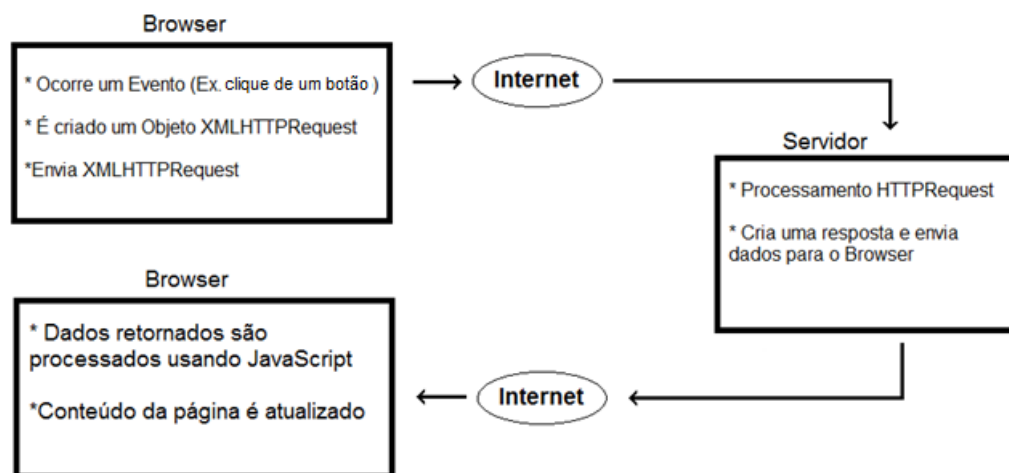 Browser
* Ocorre um Evento (Ex. clique de um botão )
* É criado um Objeto XMLHTTPRequest
*Envia XMLHTTPRequest
Internet
Servidor
* Processamento HTTPRequest
* Cria uma resposta e envia
dados para o Browser
Browser
* Dados retornados são
processados usando JavaScript
*Conteúdo da página é atualizado
Internet